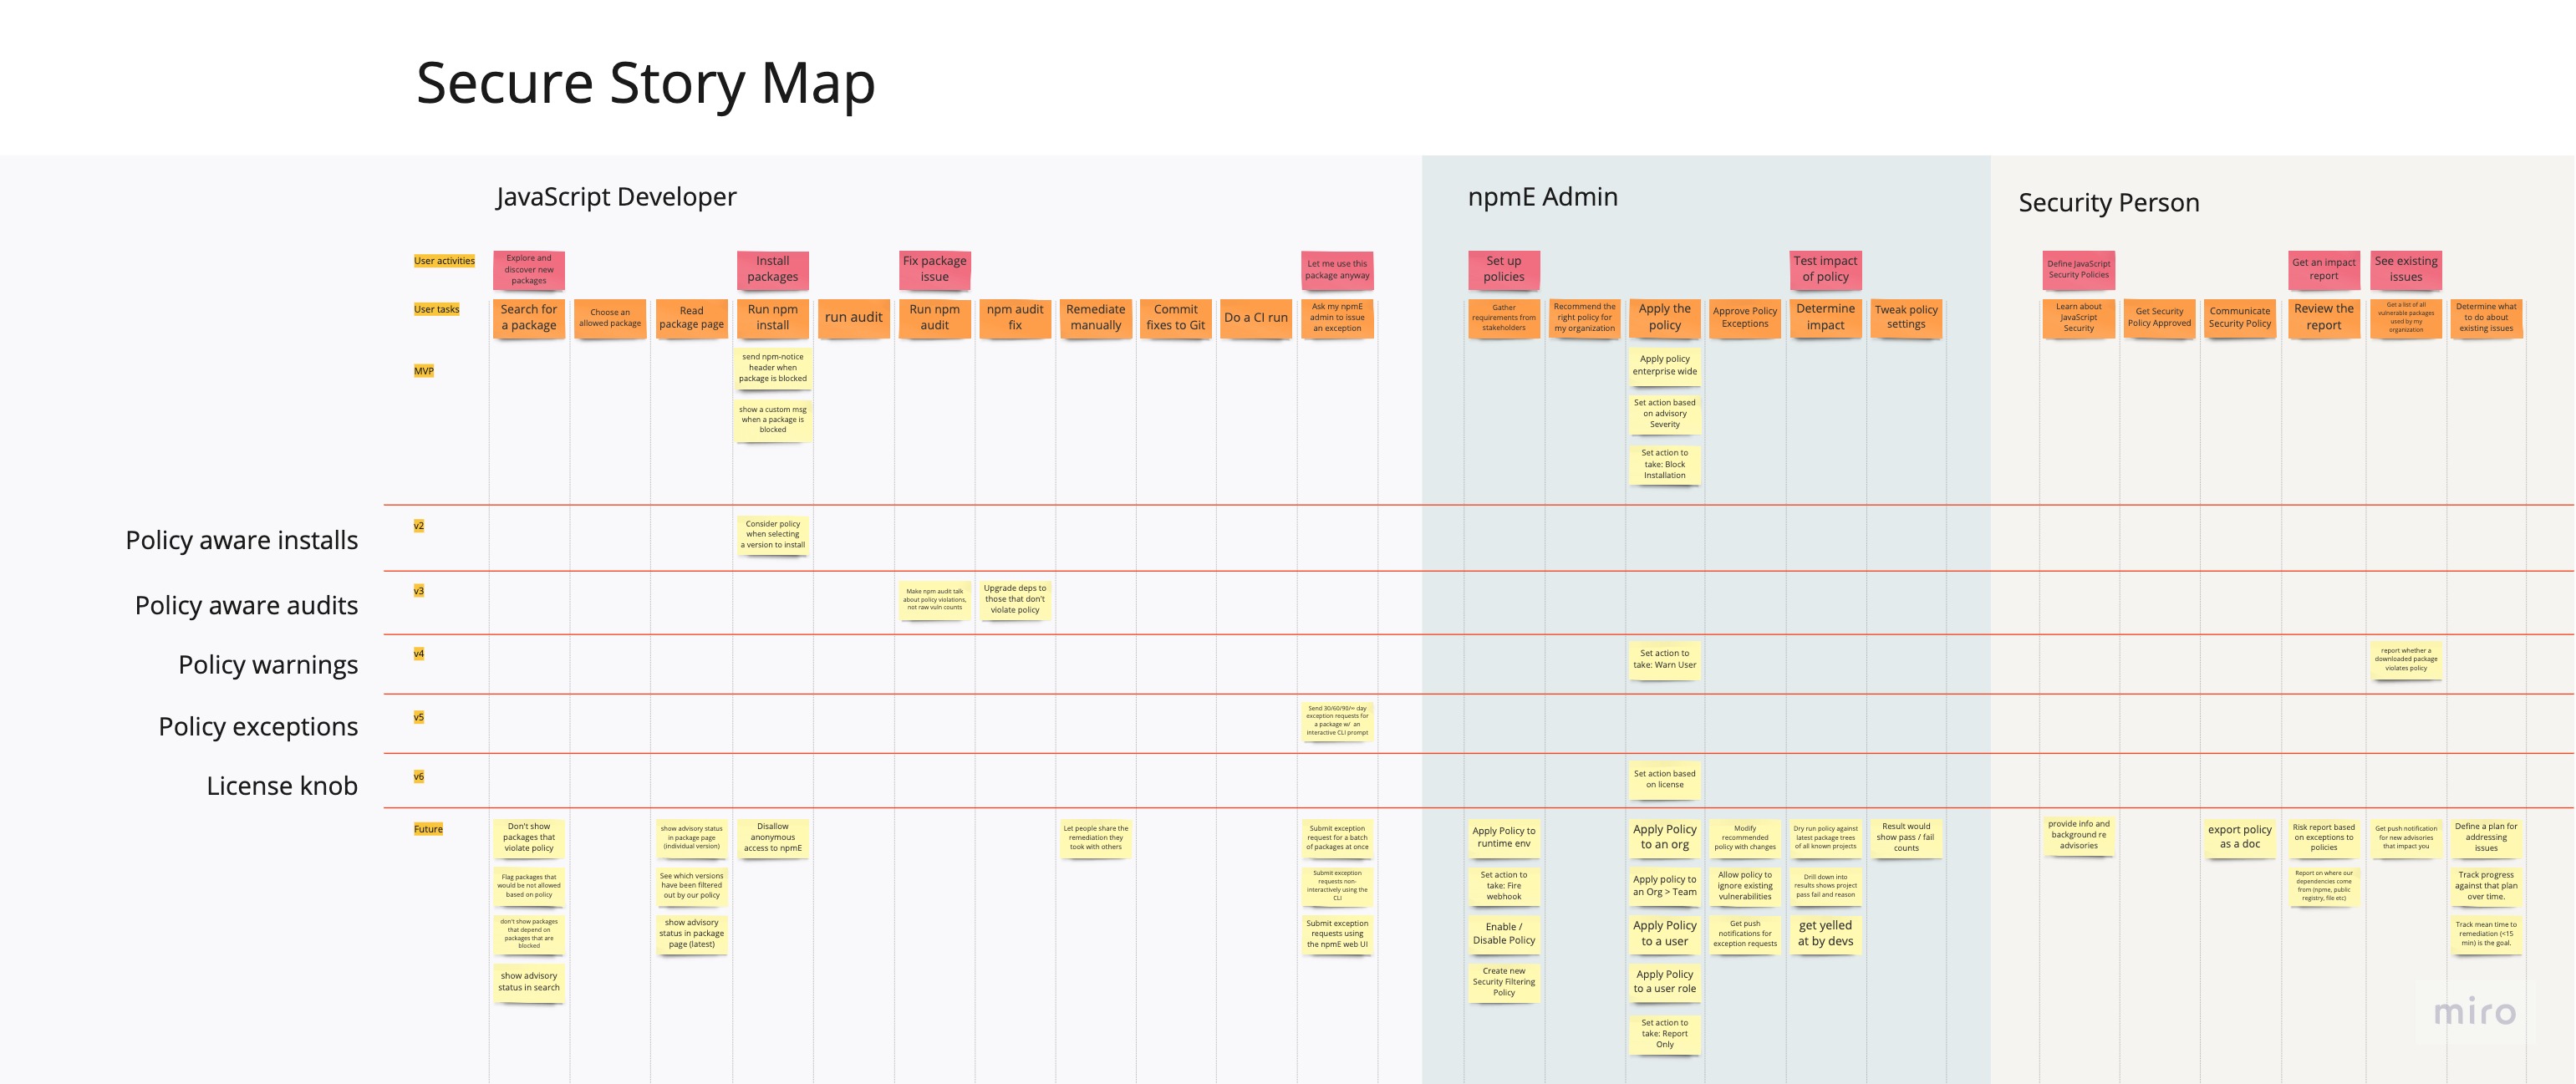 Secure Story Map
JavaScript Developer
npmE Admin
Security Person
User activities
Explore and
discover new
packages
Install
packages
Fix package
issue
Let me use this
package anyway
Set up
policies
Test impact
of policy
Define JavaScript
Security Policies
Get an impact
report
See existing
issues
User tasks
Search for
a package
Choose an
allowed package
Read
package page
Run npm
install
run audit
Run npm
audit
npm audit
fix
Remediate
manually
Commit
fixes to Git
Do a CI run
Ask my npmE
admin to issue
an exception
Gather
requirements from
stakeholders
Recommend the
right policy for
my organization
Apply the
policy
Approve Policy
Exceptions
Determine
impact
Tweak policy
settings
Learn about
JavaScript
Security
Get Security
Policy Approved
Communicate
Security Policy
Review the
report
Get a list of all
vulnerable packages
used by my
organization
Determine what
to do about
existing issues
MVP
send npm-notice
header when
package is blocked
show a custom msg
when a package is
blocked
Apply policy
enterprise wide
Set action based
on advisory
Severity
Set action to
take: Block
Installation
Policy aware installs
v2
Consider policy
when selecting
a version to install
Policy aware audits
v3
Make npm audit talk
about policy violations,
not raw vuln counts
Upgrade deps to
those that don't
violate policy
Policy warnings
v4
Set action to
take: Warn User
report whether a
downloaded package
violates policy
Policy exceptions
v5
Send 30/60/90/∞ day
exception requests for
a package w/ an
interactive CLI prompt
License knob
v6
Set action based
on license
Future
Don't show
packages that
violate policy
show advisory status
in package page
(individual version)
Disallow
anonymous
access to npmE
Let people share the
remediation they
took with others
Submit exception
request for a batch
of packages at once
Apply Policy to
runtime env
Apply Policy
to an org
Modify
recommended
policy with changes
Dry run policy against
latest package trees
of all known projects
Result would
show pass / fail
counts
provide info and
background re
advisories
export policy
as a doc
Risk report based
on exceptions to
policies
Get push notification
for new advisories
that impact you
Define a plan for
addressing
issues
Flag packages that
would be not allowed
based on policy
See which versions
have been filtered
out by our policy
Submit exception
requests non-
interactively using the
CLI
Set action to
take: Fire
webhook
Apply policy to
an Org > Team
Allow policy to
ignore existing
vulnerabilities
Drill down into
results shows project
pass fail and reason
Report on where our
dependencies come
from (npme, public
registry, file etc)
Track progress
against that plan
over time.
don't show packages
that depend on
packages that are
blocked
show advisory
status in package
page (latest)
Submit exception
requests using
the npmE web UI
Enable /
Disable Policy
Apply Policy
to a user
Get push
notifications for
exception requests
get yelled
at by devs
Track mean time to
remediation (<15
min) is the goal.
show advisory
status in search
Create new
Security Filtering
Policy
Apply Policy
to a user role
Set action to
take: Report
Only
miro